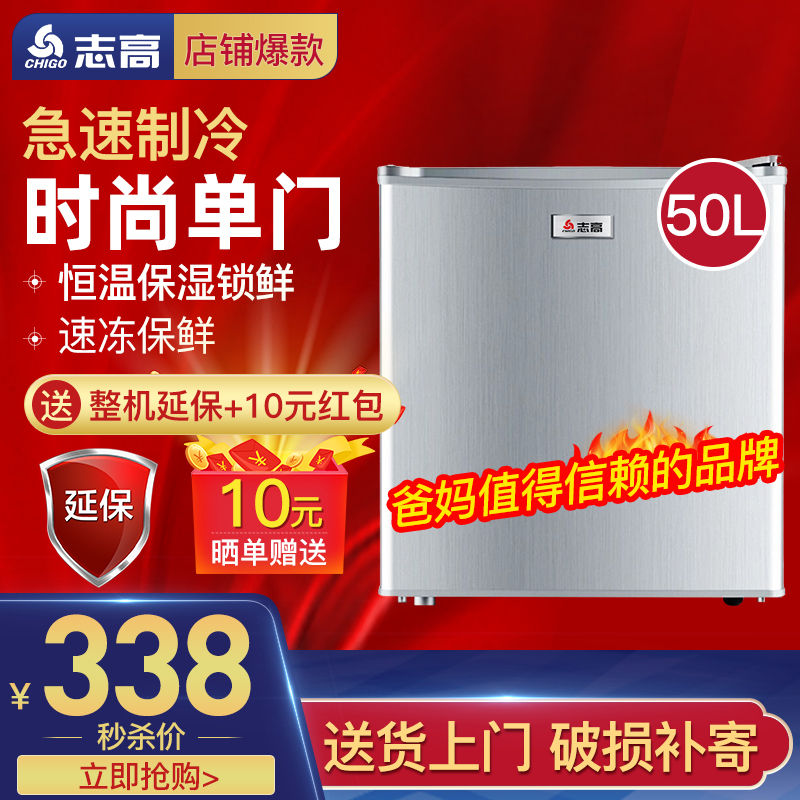 CHIGO 志高 店铺爆款
急速制冷
时尚单门
恒温保湿锁鲜
速冻保鲜
送 整机延保+10元红包
延保
10元
晒单赠送
50L
CHIGO 志高
爸妈值得信赖的品牌
¥338
秒杀价
立即抢购>
送货上门 破损补寄